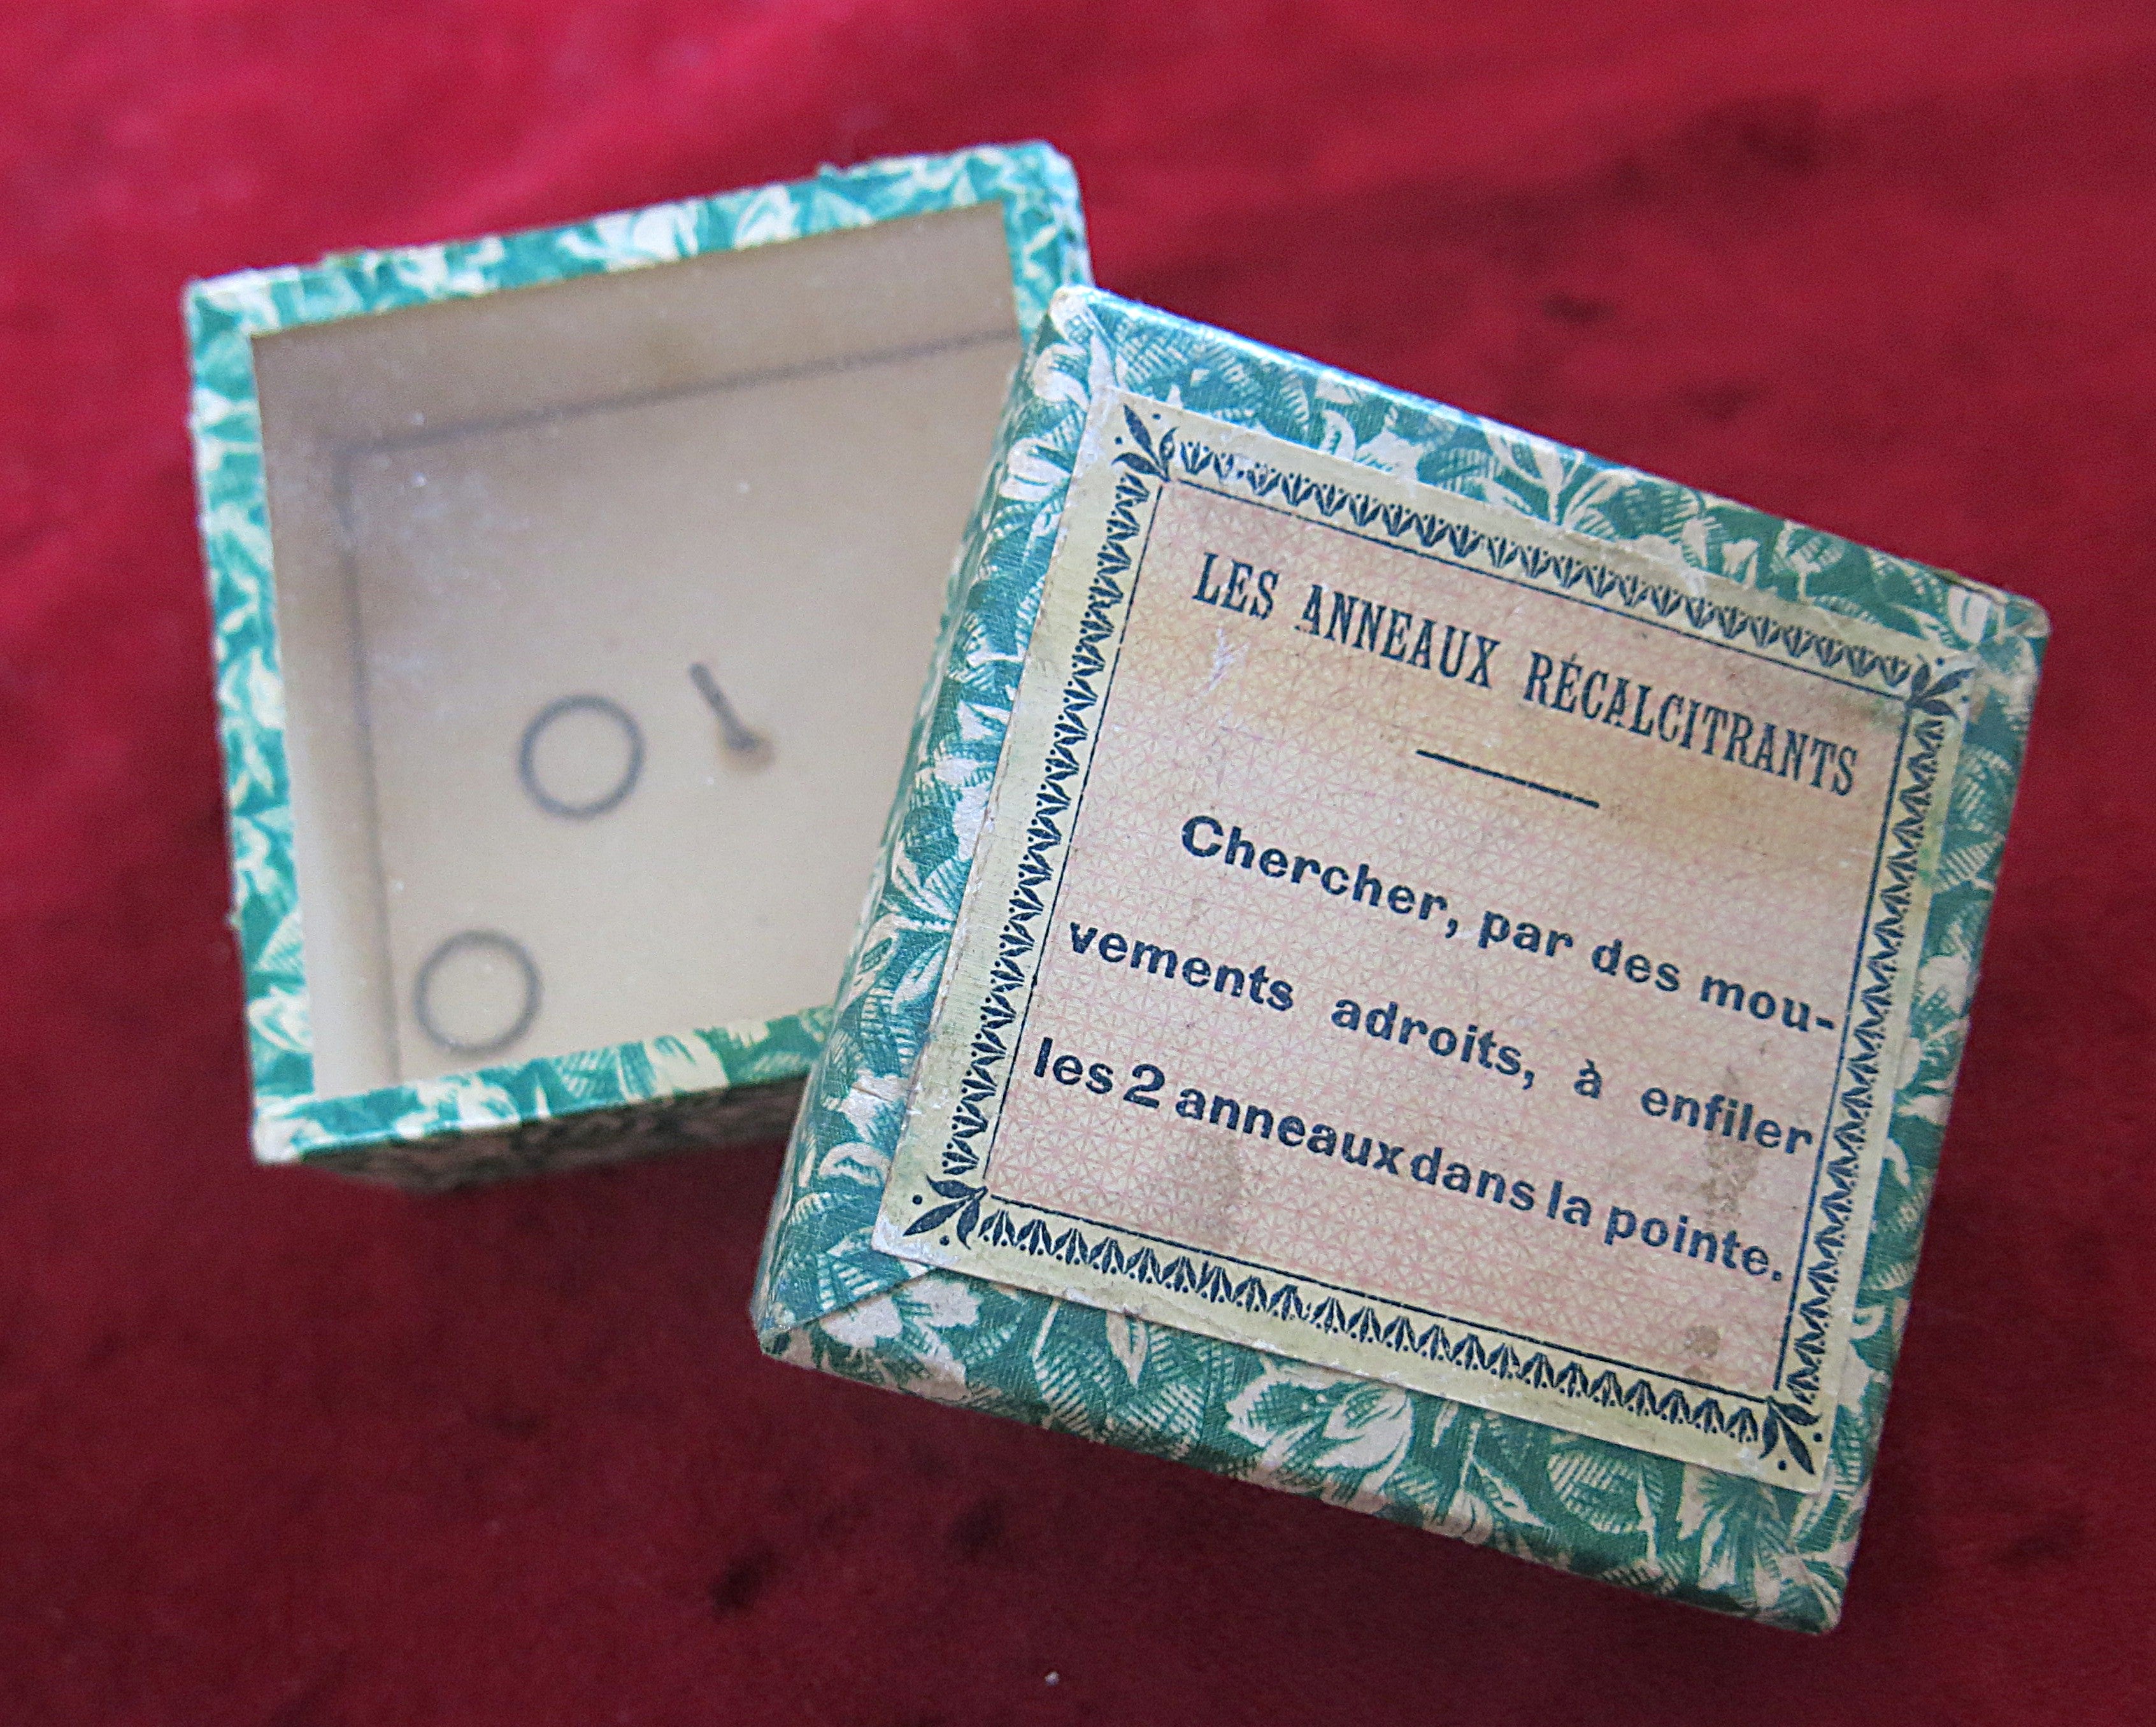 LES ANNEAUX RÉCALCITRANTS
Chercher, par des mou-
vements adroits, à enfiler
les 2 anneaux dans la pointe.